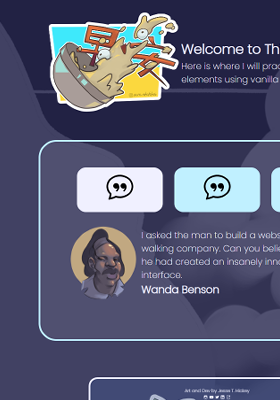 Welcome to Th
Here is where I will prac
elements using vanilla
I asked the man to build a webs
walking company. Can you belie
he had created an insanely inno
interface.
Wanda Benson
Art and Dev by Jesse T. Mickey